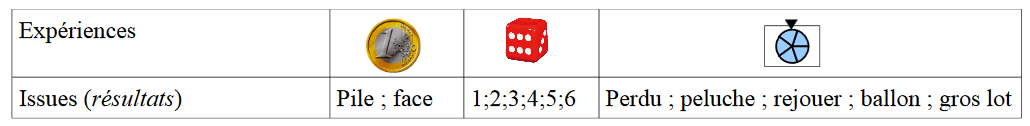 Expériences
Issues (résultats)
Pile ; face
1;2;3;4;5;6
Perdu ; peluche ; rejouer ; ballon ; gros lot